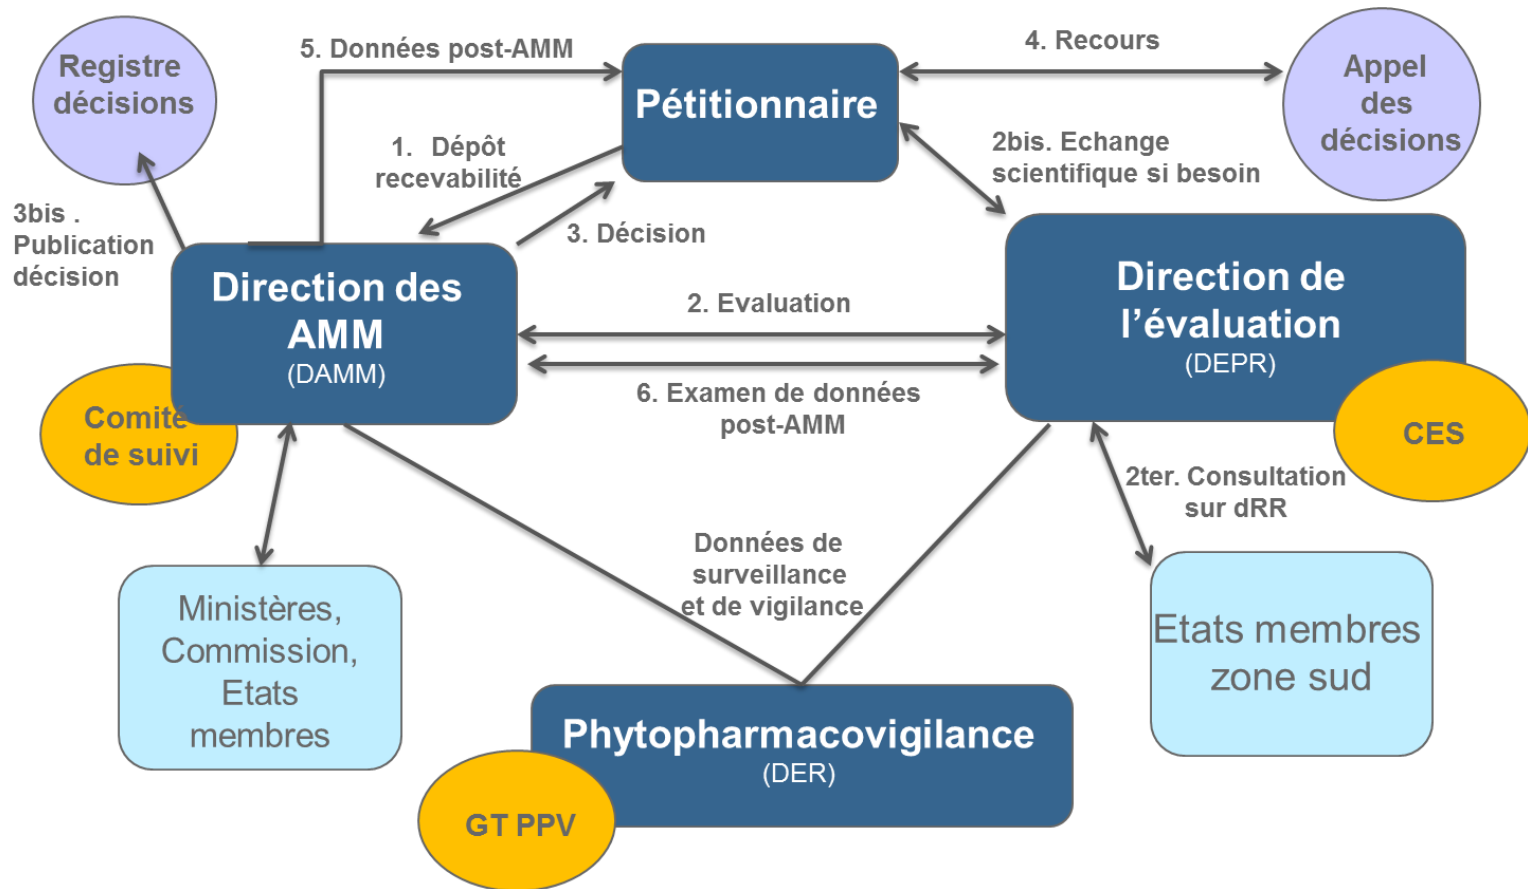 5. Données post-AMM
4. Recours
Registre
décisions
Pétitionnaire
Appel
des
décisions
1. Dépôt
recevabilité
2bis. Echange
scientifique si besoin
3bis .
Publication
décision
3. Décision
Direction des
AMM
(DAMM)
2. Evaluation
Direction de
l’évaluation
(DEPR)
6. Examen de données
post-AMM
Comité
de suivi
CES
2ter. Consultation
sur dRR
Données de
surveillance
et de vigilance
Ministères,
Commission,
Etats
membres
Etats membres
zone sud
Phytopharmacovigilance
(DER)
GT PPV